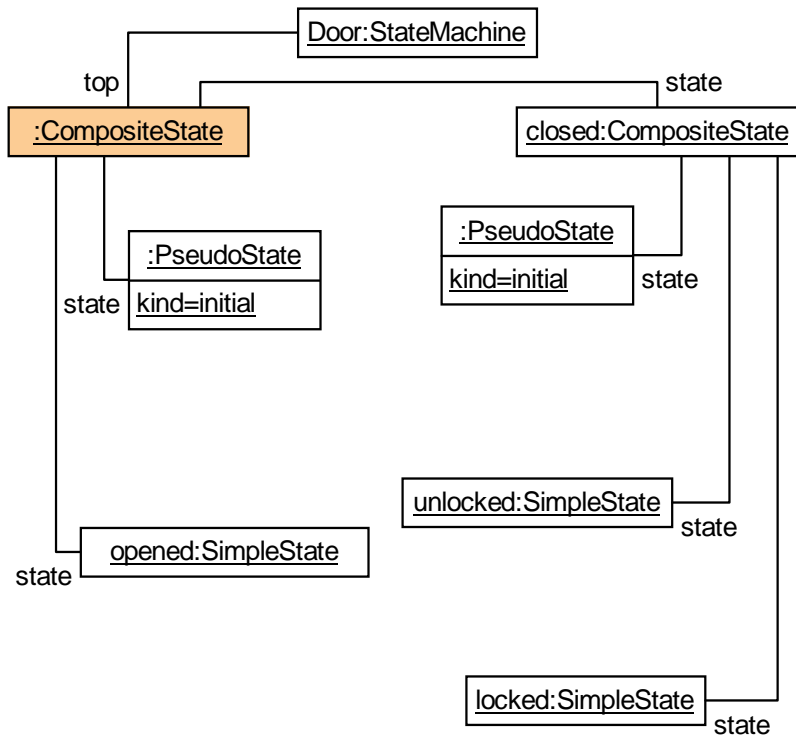 Door:StateMachine
top
state
:CompositeState
closed:CompositeState
:PseudoState
kind=initial
state
:PseudoState
kind=initial
state
unlocked:SimpleState
state
opened:SimpleState
state
locked:SimpleState
state